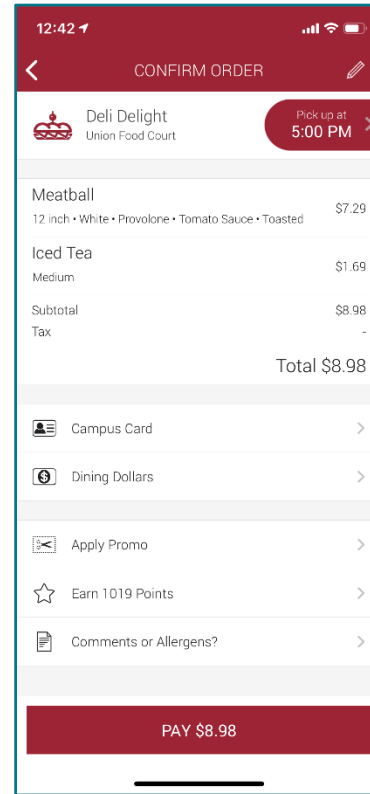 12:42
CONFIRM ORDER
Deli Delight
Union Food Court
Pick up at
5:00 PM
Meatball
12 inch • White • Provolone • Tomato Sauce • Toasted
$7.29
Iced Tea
Medium
$1.69
Subtotal $8.98
Tax -
Total $8.98
Campus Card
Dining Dollars
Apply Promo
Earn 1019 Points
Comments or Allergens?
PAY $8.98